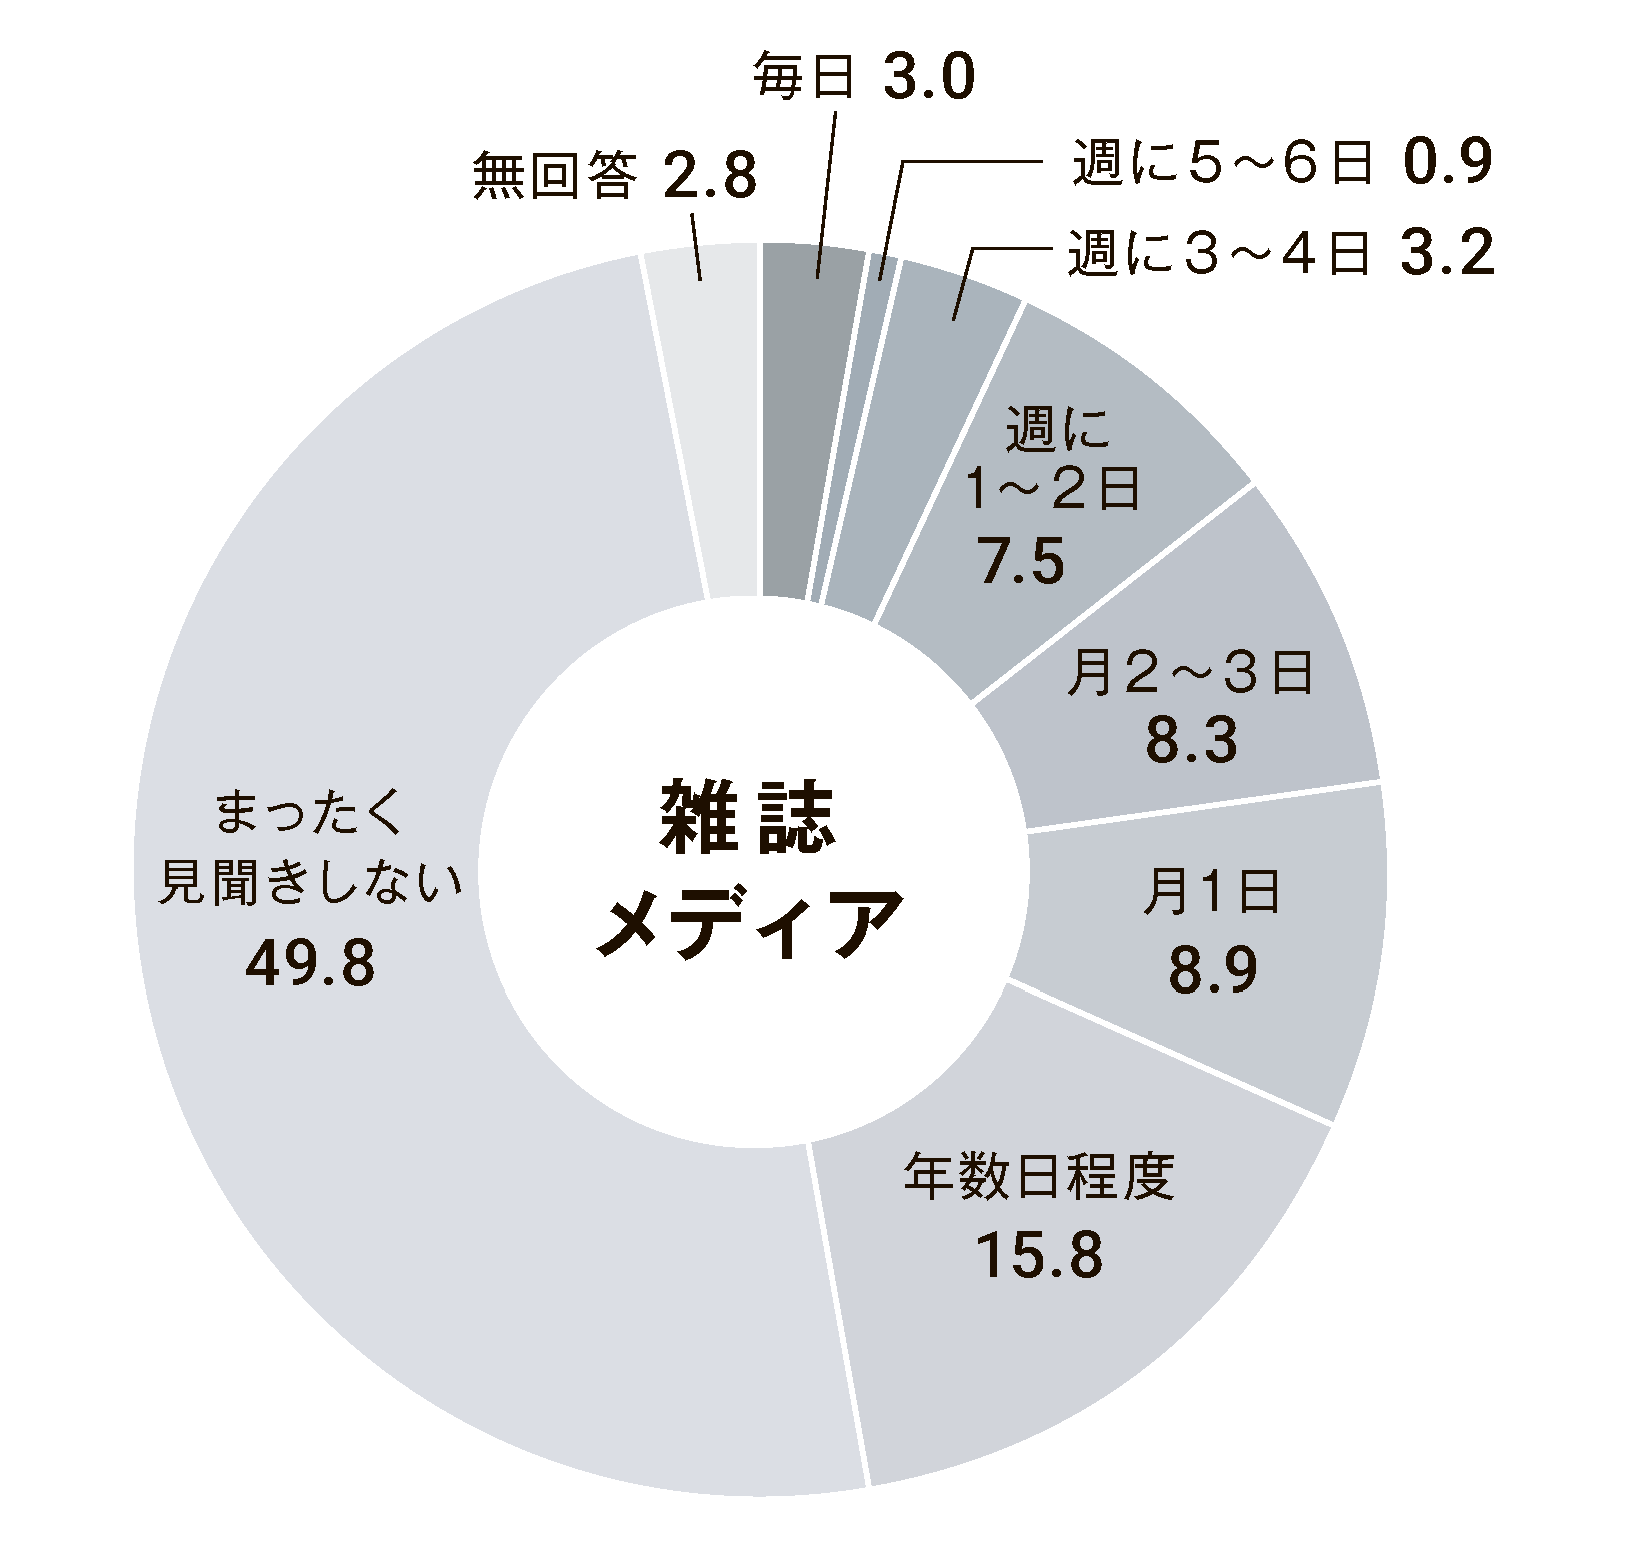 毎日 3.0
無回答 2.8
週に５～６日 0.9
週に３～４日 3.2
週に
１～２日
7.5
月２～３日
8.3
月１日
8.9
年数日程度
15.8
まったく
見聞きしない
49.8
雑誌
メディア